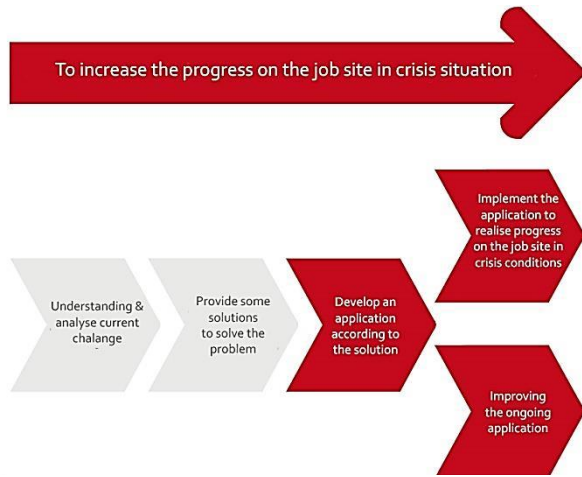 To increase the progress on the job site in crisis situation
Implement the
application to
realise progress
on the job site in
crisis conditions
Understanding &
analyse current
chalange
Provide some
solutions
to solve the
problem
Develop an
application
according to
the solution
Improving
the ongoing
application